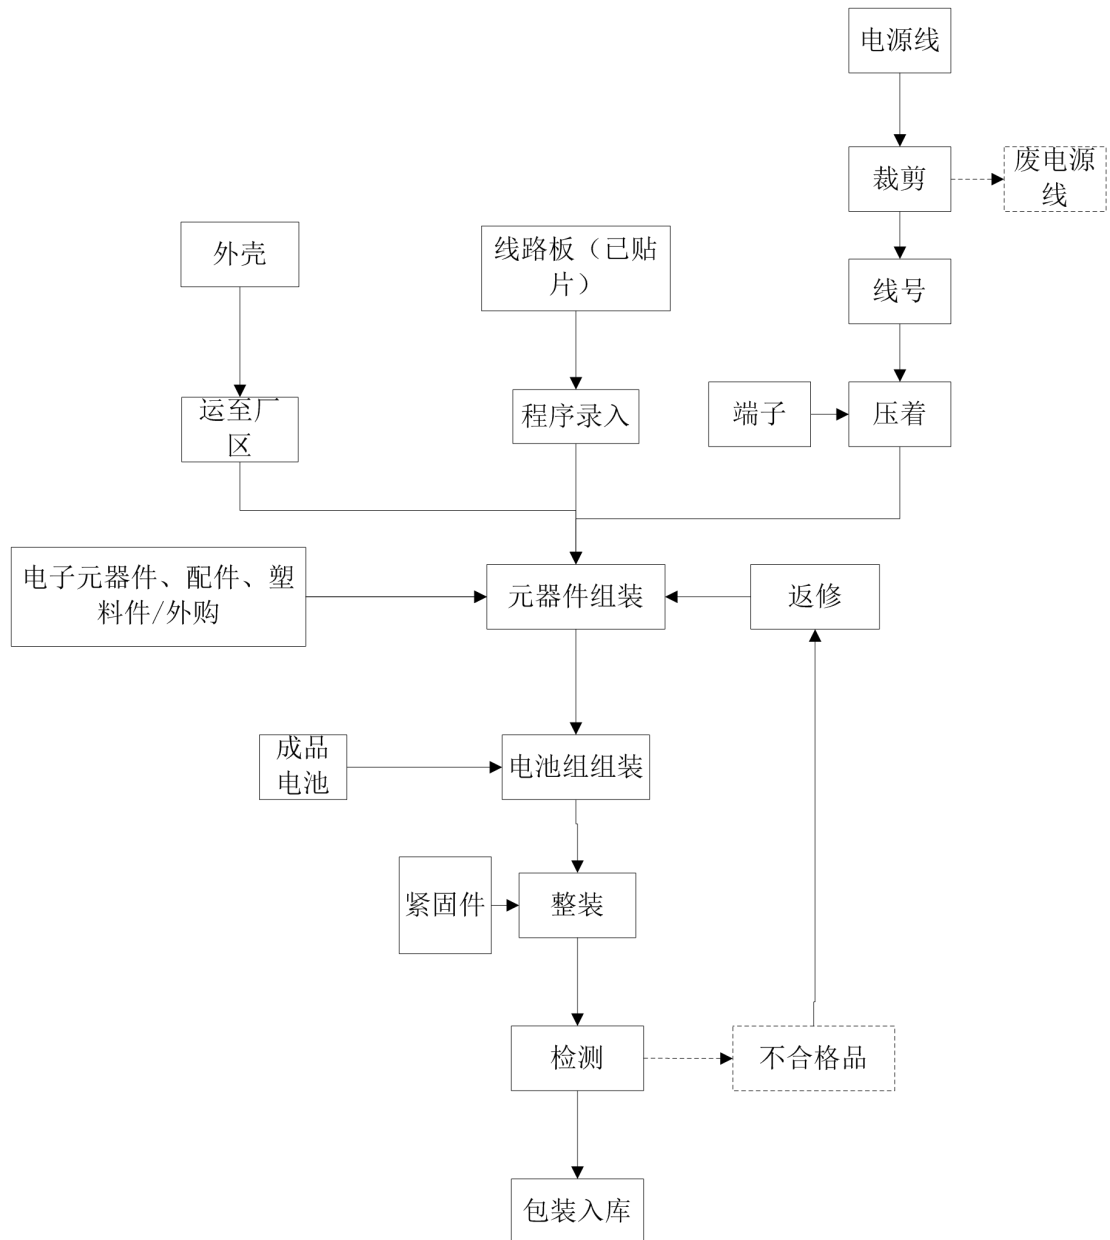 电源线
裁剪
废电源
线
外壳
线路板（已贴
片）
线号
运至厂
区
程序录入
端子
压着
电子元器件、配件、塑
料件/外购
元器件组装
返修
成品
电池
电池组组装
紧固件
整装
检测
不合格品
包装入库